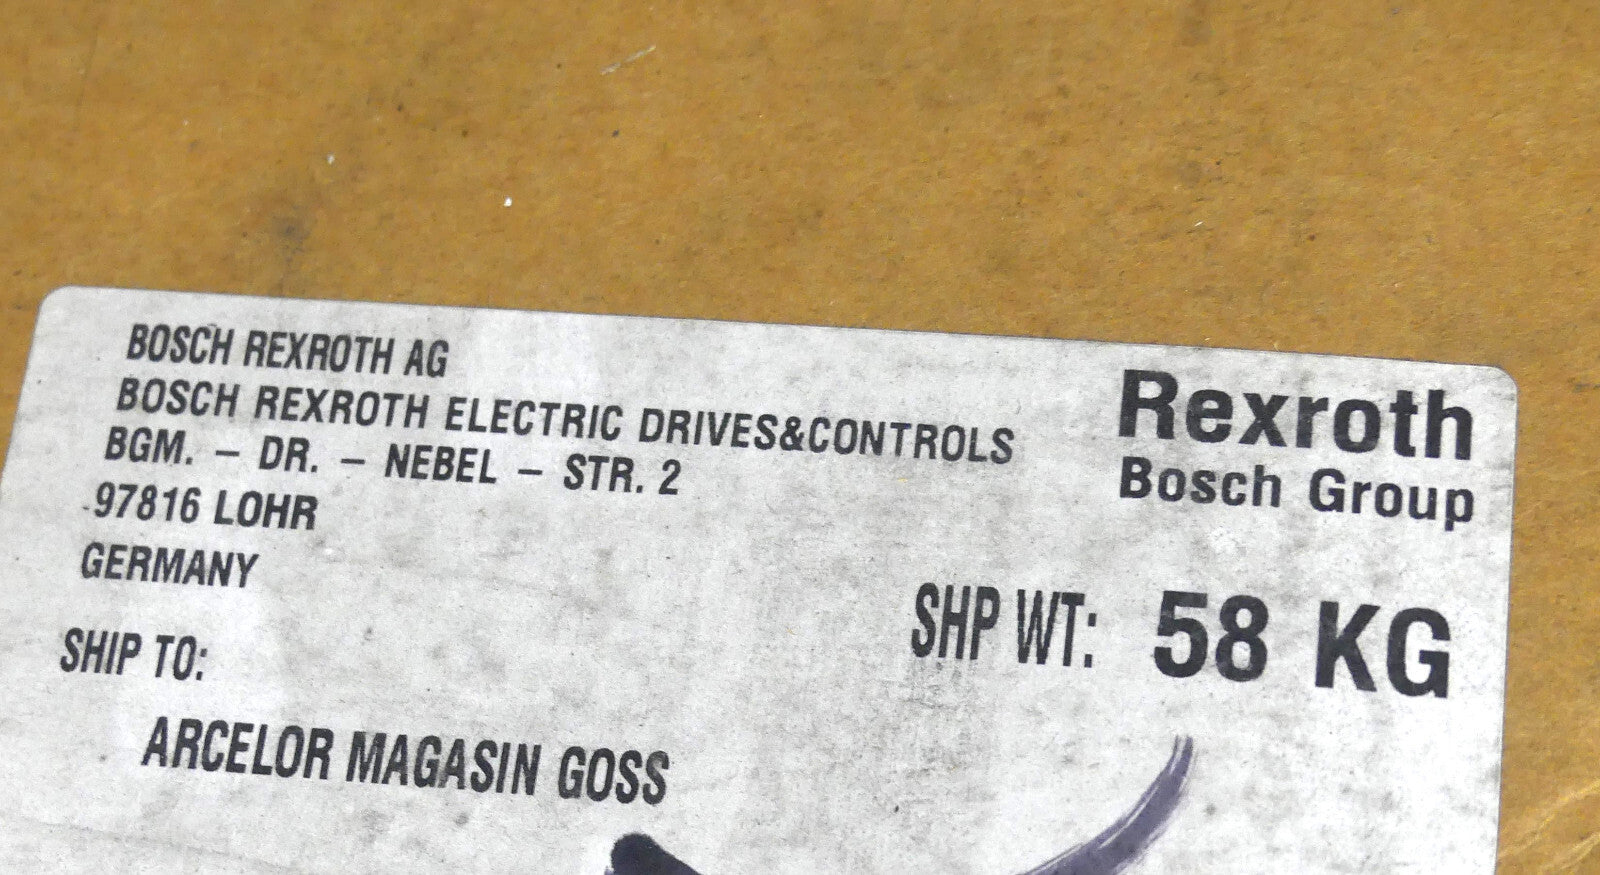 BOSCH REXROTH AG
BOSCH REXROTH ELECTRIC DRIVES&CONTROLS
BGM. - DR. - NEBEL - STR. 2
97816 LOHR
GERMANY
Rexroth
Bosch Group
SHP WT: 58 KG
SHIP TO:
ARCELOR MAGASIN GOSS